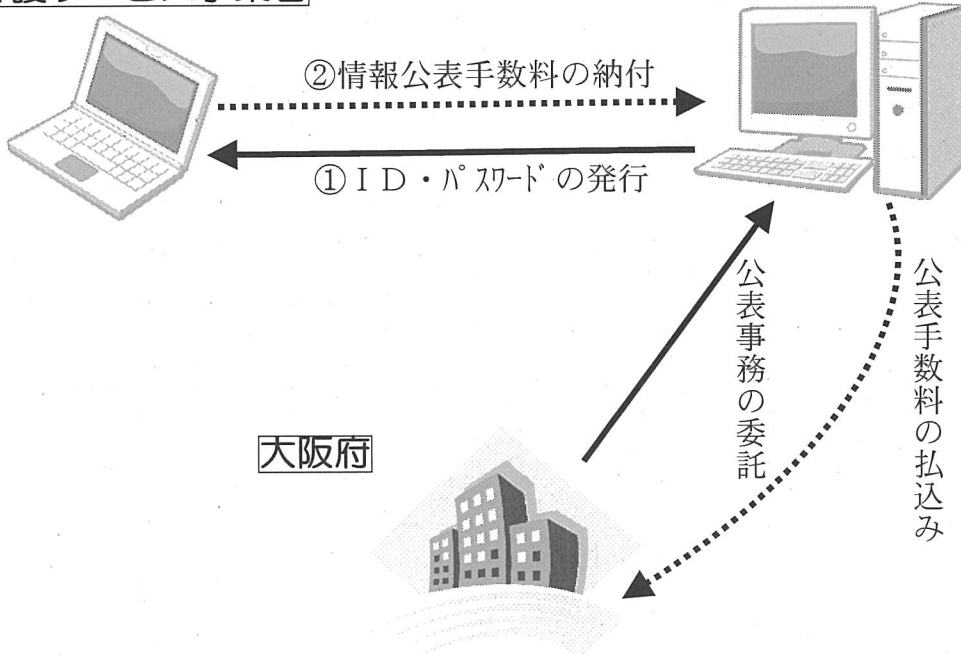 ②情報公表手数料の納付
①ＩＤ・ﾊﾟｽﾜｰﾄﾞの発行
公表事務の委託
公表手数料の払込み
大阪府